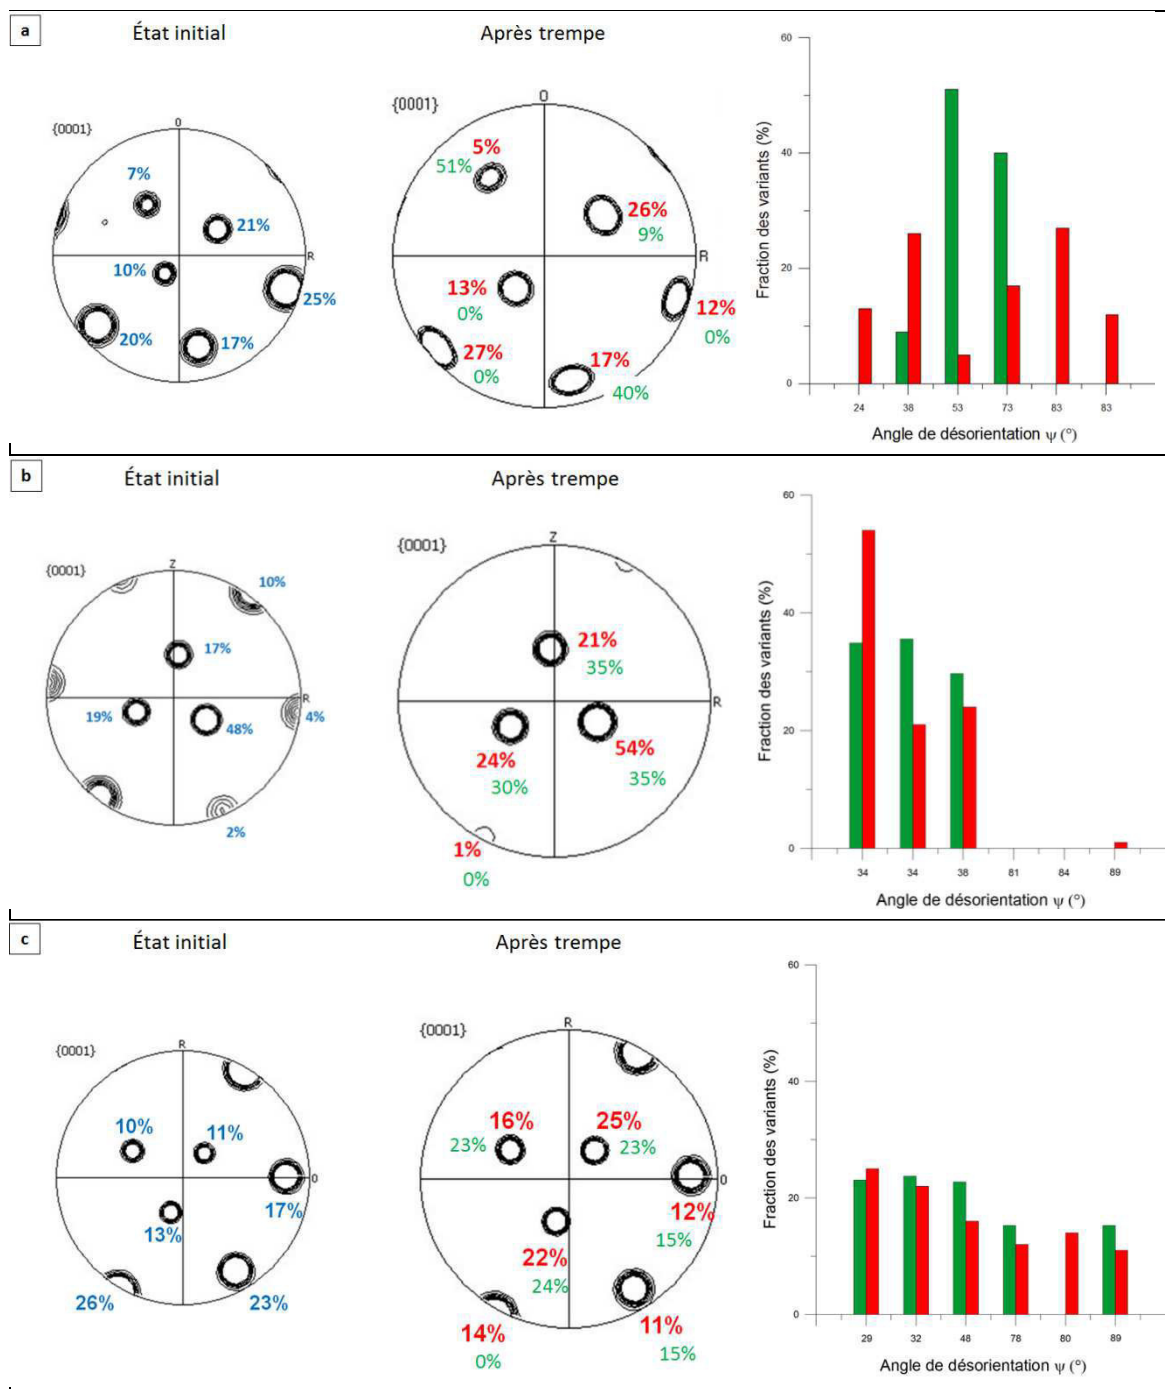 a
État initial
Après trempe
{0001}
O
7%
21%
10%
R
25%
20%
17%
{0001}
O
5%
51%
26%
9%
R
13%
0%
12%
0%
27%
0%
17%
40%
Fraction des variants (%)
60
40
20
0
24 38 53 73 83 83
Angle de désorientation ψ (°)
b
État initial
Après trempe
{0001}
Z
10%
17%
R
19%
48%
4%
2%
{0001}
Z
21%
35%
R
24%
30%
54%
35%
1%
0%
Fraction des variants (%)
60
40
20
0
34 34 38 81 84 89
Angle de désorientation ψ (°)
c
État initial
Après trempe
{0001}
R
10%
11%
O
17%
13%
26%
23%
{0001}
R
16%
23%
25%
23%
O
12%
15%
22%
24%
14%
0%
11%
15%
Fraction des variants (%)
60
40
20
0
29 32 48 78 80 89
Angle de désorientation ψ (°)